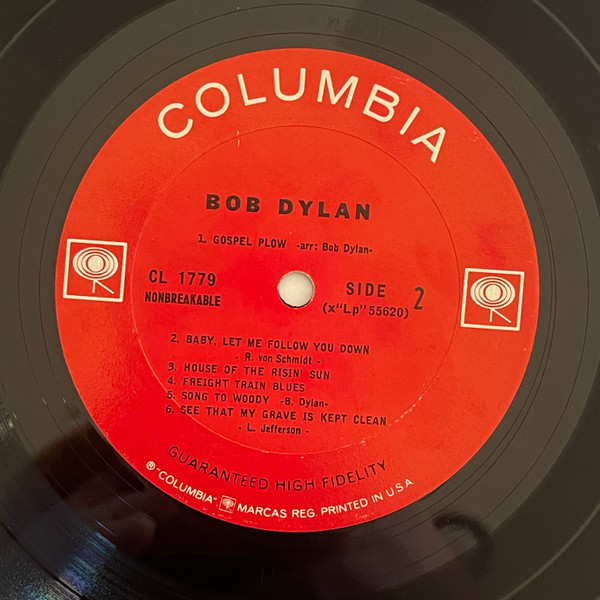 COLUMBIA
BOB DYLAN
1. GOSPEL PLOW -arr: Bob Dylan-
CL 1779
NONBREAKABLE
SIDE 2
(x"Lp"55620)
2. BABY, LET ME FOLLOW YOU DOWN
- R. von Schmidt -
3. HOUSE OF THE RISIN' SUN
4. FREIGHT TRAIN BLUES
5. SONG TO WOODY -B. Dylan-
6. SEE THAT MY GRAVE IS KEPT CLEAN
- L. Jefferson -
GUARANTEED HIGH FIDELITY
® "COLUMBIA" MARCAS REG. PRINTED IN U.S.A.